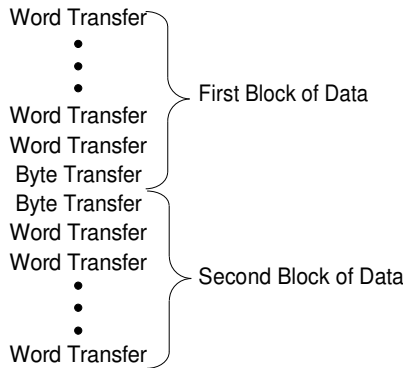 Word Transfer
•
•
•
First Block of Data
Word Transfer
Word Transfer
Byte Transfer
Byte Transfer
Word Transfer
Word Transfer
Second Block of Data
•
•
•
Word Transfer